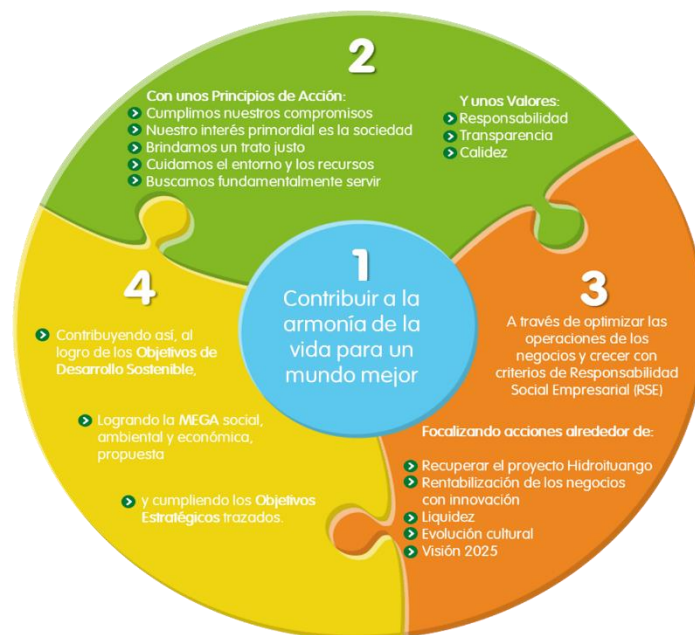 2
Con unos Principios de Acción:
Cumplimos nuestros compromisos
Nuestro interés primordial es la sociedad
Brindamos un trato justo
Cuidamos el entorno y los recursos
Buscamos fundamentalmente servir
Y unos Valores:
Responsabilidad
Transparencia
Calidez
1
Contribuir a la
armonía de la
vida para un
mundo mejor
3
A través de optimizar las
operaciones de los
negocios y crecer con
criterios de Responsabilidad
Social Empresarial (RSE)
Focalizando acciones alrededor de:
Recuperar el proyecto Hidroituango
Rentabilización de los negocios
con innovación
Liquidez
Evolución cultural
Visión 2025
4
Contribuyendo así, al
logro de los Objetivos de
Desarrollo Sostenible,
Logrando la MEGA social,
ambiental y económica,
propuesta
y cumpliendo los Objetivos
Estratégicos trazados.